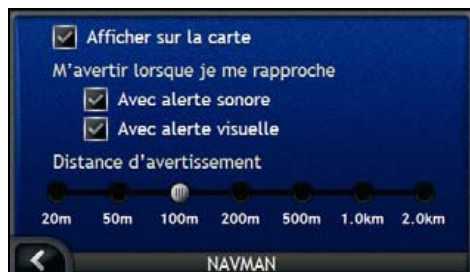 Afficher sur la carte
M'avertir lorsque je me rapproche
Avec alerte sonore
Avec alerte visuelle
Distance d'avertissement
20m 50m 100m 200m 500m 1.0km 2.0km
NAVMAN